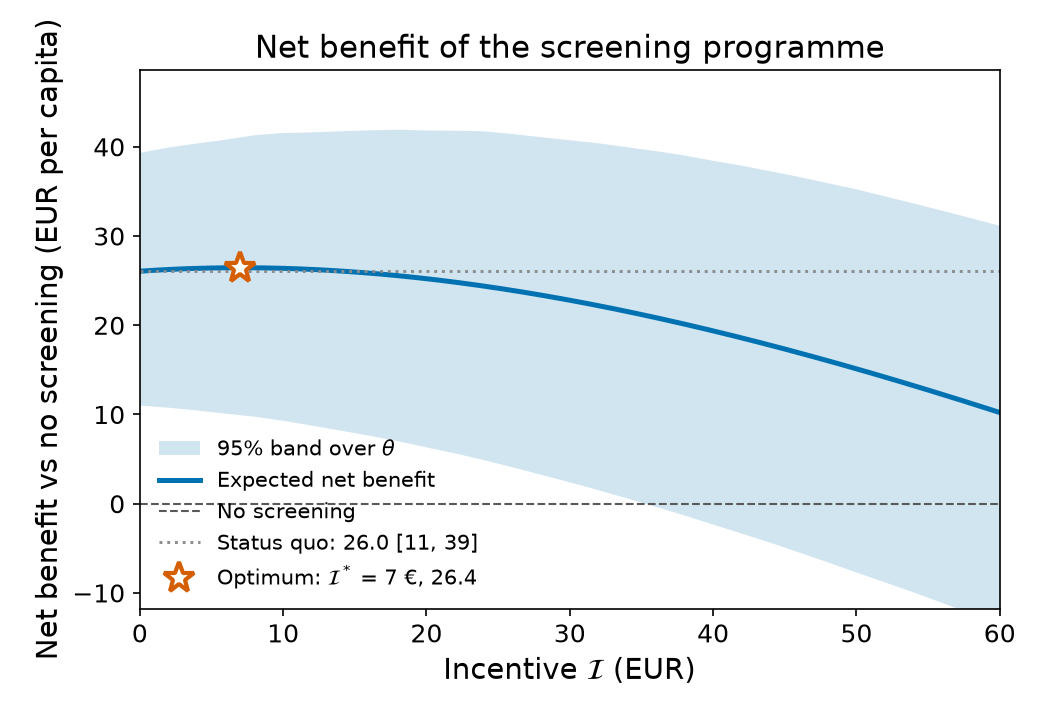 Net benefit of the screening programme
Net benefit vs no screening (EUR per capita)
40
30
20
10
0
−10
95% band over θ
Expected net benefit
No screening
Status quo: 26.0 [11, 39]
Optimum: ℐ* = 7 €, 26.4
0 10 20 30 40 50 60
Incentive ℐ (EUR)